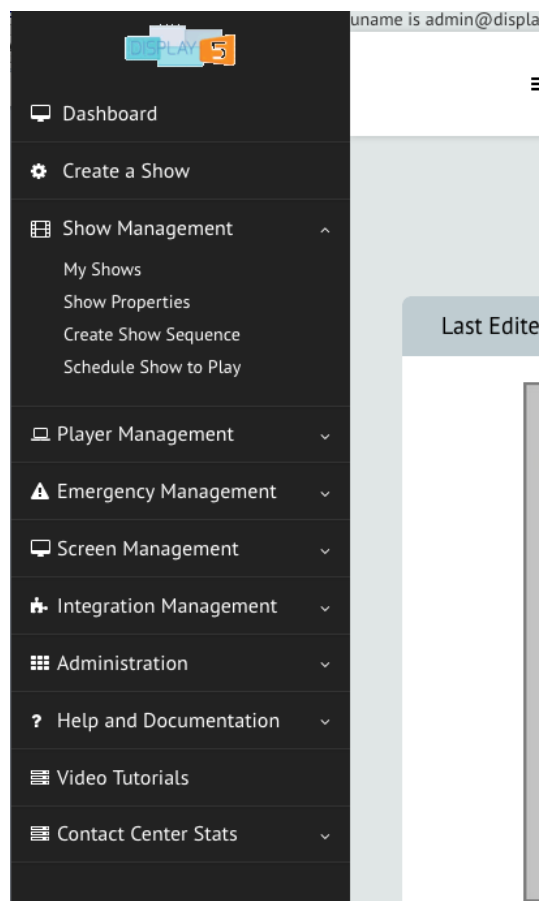 uname is admin@displa
DISPLAY 5
Dashboard
Create a Show
Show Management
My Shows
Show Properties
Create Show Sequence
Schedule Show to Play
Last Edite
Player Management
Emergency Management
Screen Management
Integration Management
Administration
? Help and Documentation
Video Tutorials
Contact Center Stats